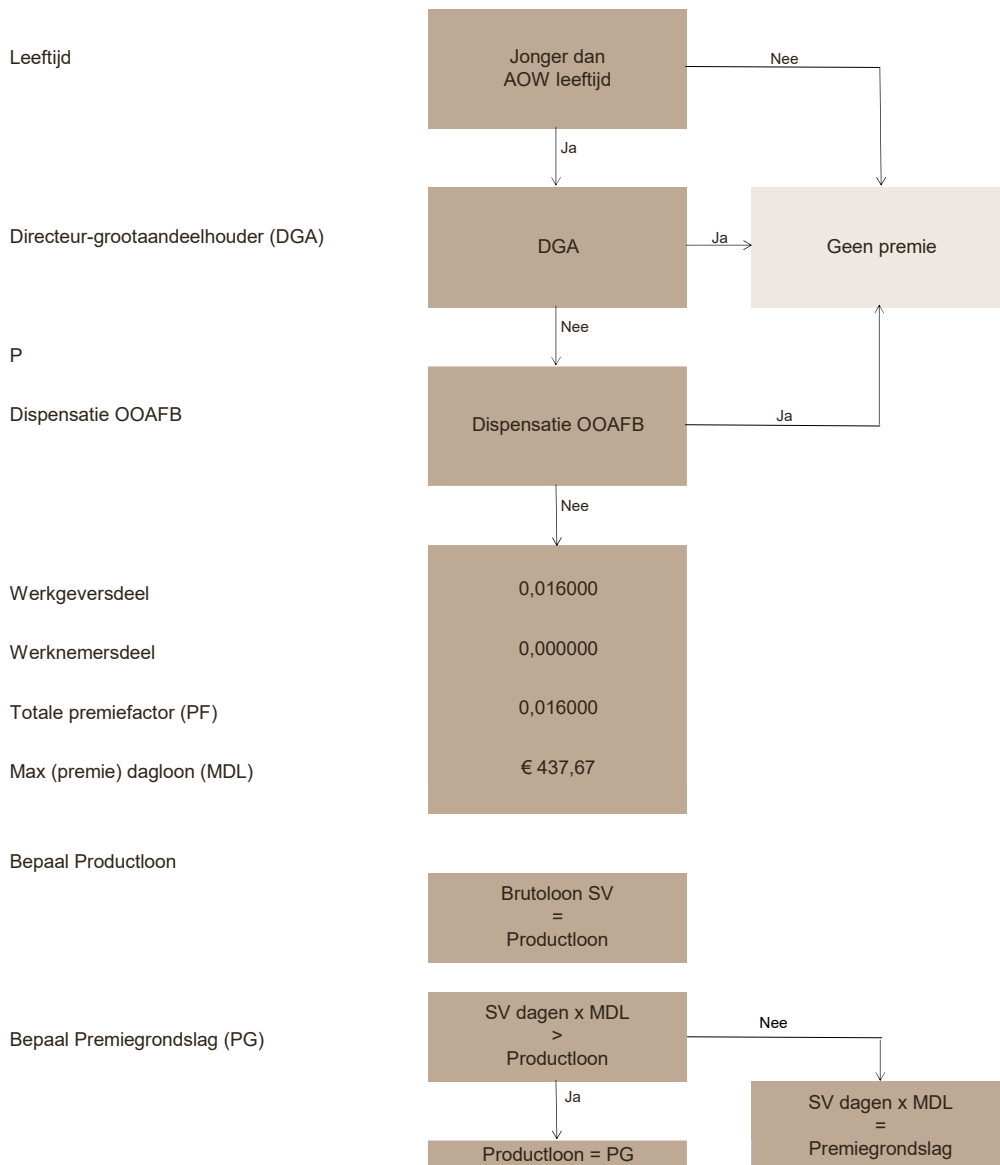 Leeftijd
Jonger dan
AOW leeftijd
Nee
Ja
Directeur-grootaandeelhouder (DGA)
DGA
Ja
Geen premie
Nee
P
Dispensatie OOAFB
Dispensatie OOAFB
Ja
Nee
Werkgeversdeel
0,016000
Werknemersdeel
0,000000
Totale premiefactor (PF)
0,016000
Max (premie) dagloon (MDL)
€ 437,67
Bepaal Productloon
Brutoloon SV
=
Productloon
Bepaal Premiegrondslag (PG)
SV dagen x MDL
>
Productloon
Nee
Ja
SV dagen x MDL
=
Premiegrondslag
Productloon = PG